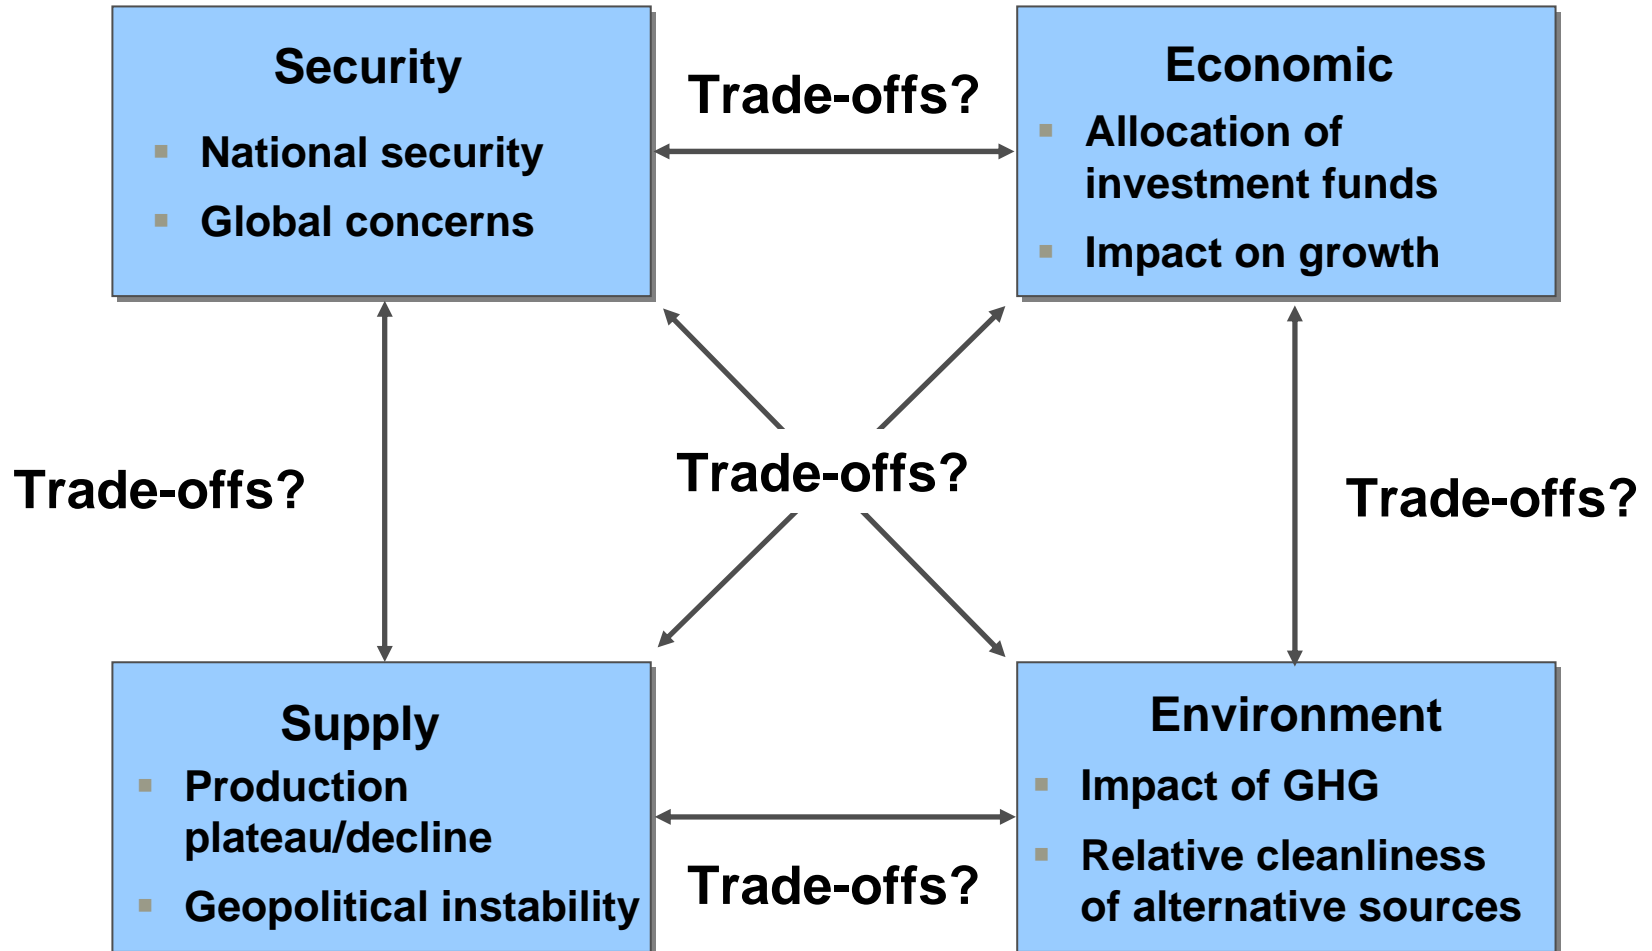 Security
National security
Global concerns
Trade-offs?
Economic
Allocation of
investment funds
Impact on growth
Trade-offs?
Trade-offs?
Trade-offs?
Supply
Production
plateau/decline
Geopolitical instability
Trade-offs?
Environment
Impact of GHG
Relative cleanliness
of alternative sources